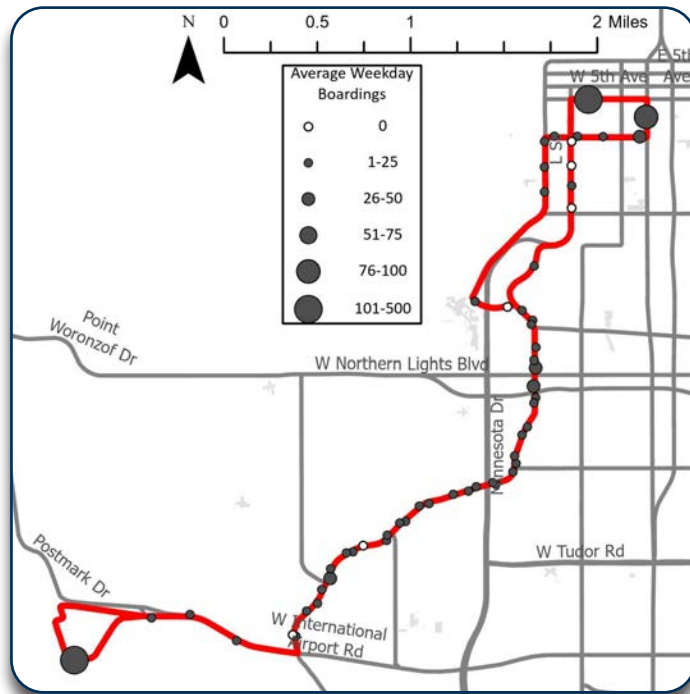 N
0 0.5 1 2 Miles
Average Weekday
Boardings
0
1-25
26-50
51-75
76-100
101-500
E 5th
W 5th Ave Ave
L S
Point
Woronzof Dr
W Northern Lights Blvd
Minnesota Dr
W Tudor Rd
Postmark Dr
W International
Airport Rd